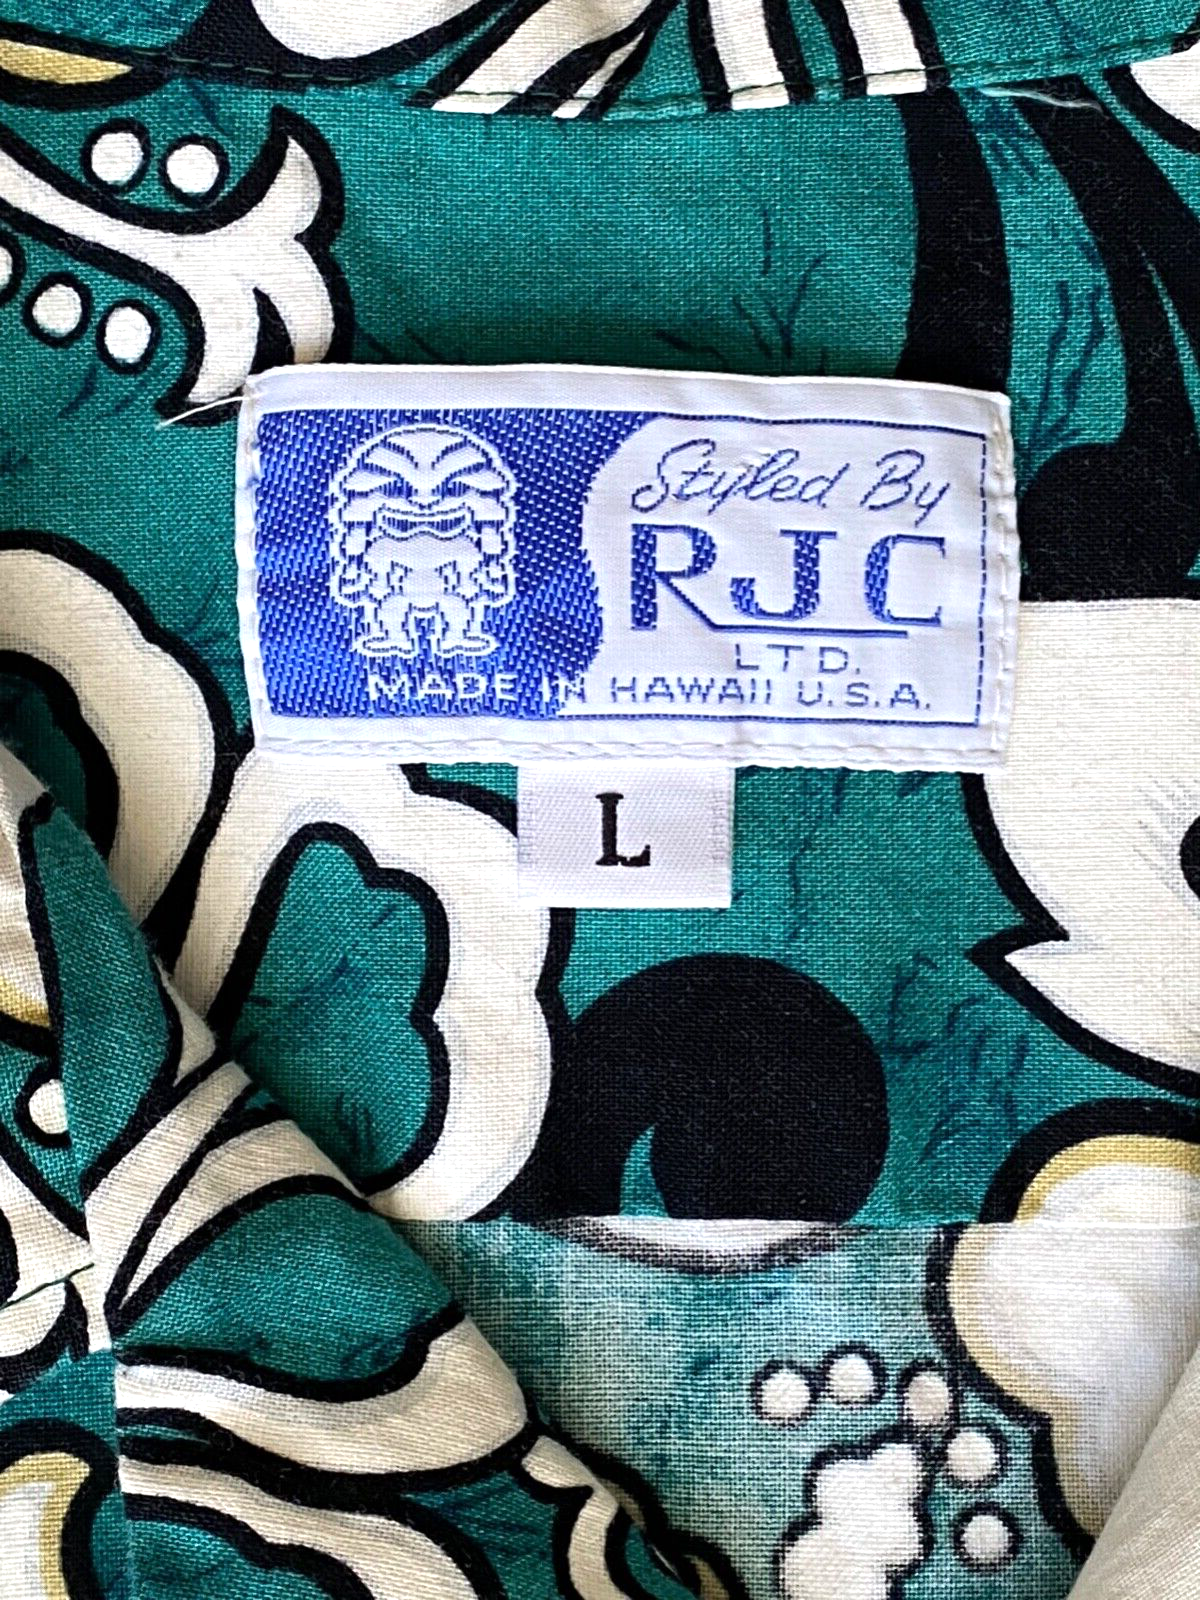 Styled By
RJC
LTD.
MADE IN HAWAII U.S.A.
L